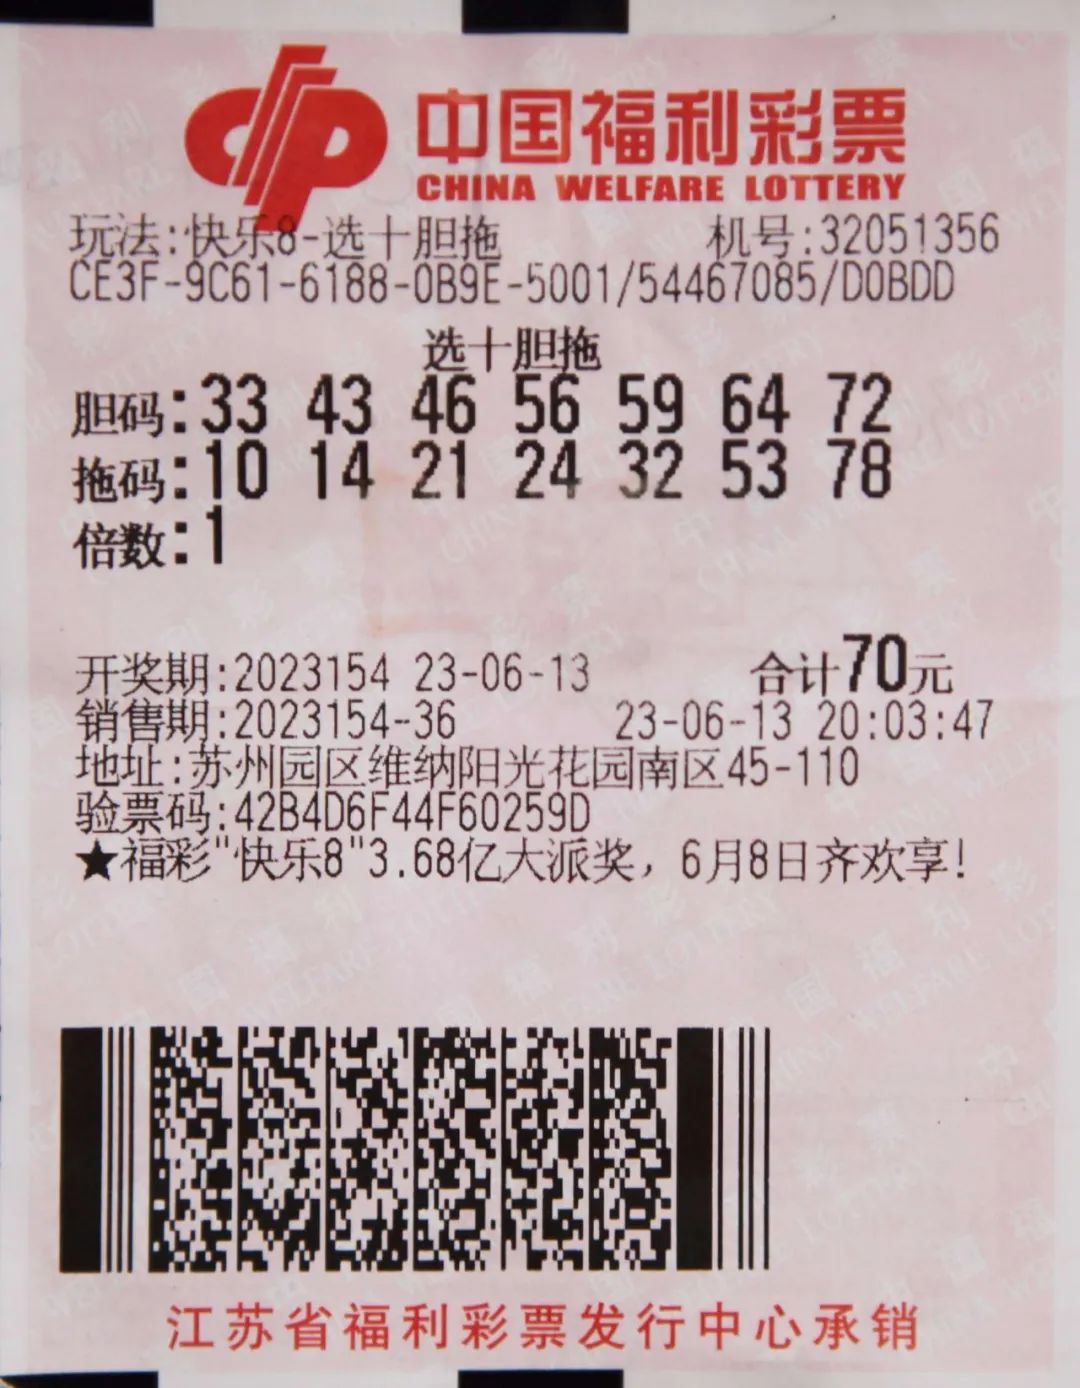 中国福利彩票
CHINA WELFARE LOTTERY
玩法:快乐8-选十胆拖 机号:32051356
CE3F-9C61-6188-0B9E-5001/54467085/D0BDD
选十胆拖
胆码:33 43 46 56 59 64 72
拖码:10 14 21 24 32 53 78
倍数:1
开奖期:2023154 23-06-13 合计70元
销售期:2023154-36 23-06-13 20:03:47
地址:苏州园区维纳阳光花园南区45-110
验票码:42B4D6F44F60259D
★福彩"快乐8"3.68亿大派奖，6月8日齐欢享!
江苏省福利彩票发行中心承销